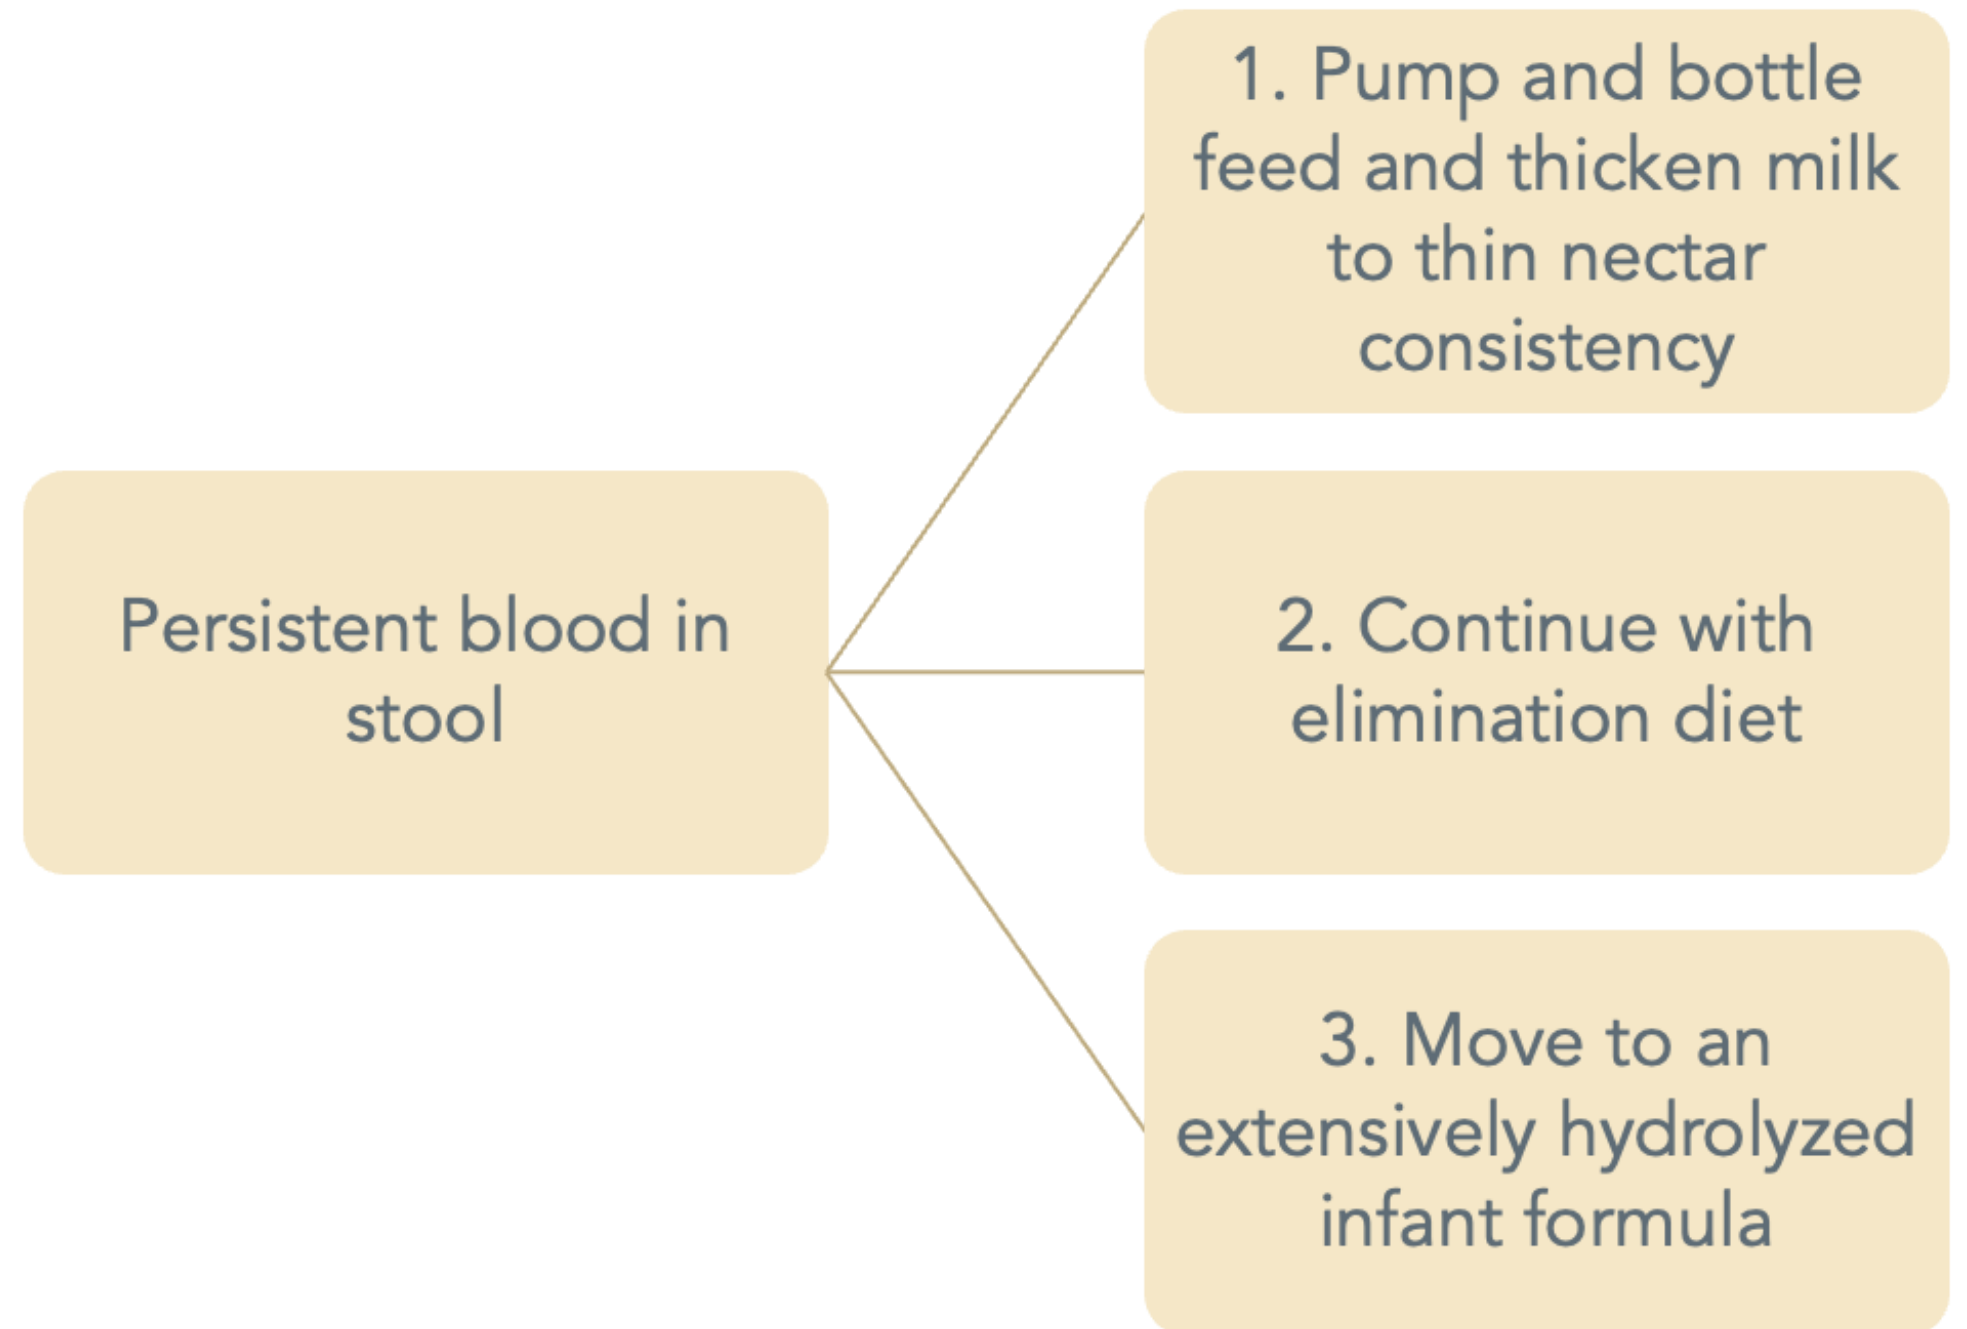 Persistent blood in
stool
1. Pump and bottle
feed and thicken milk
to thin nectar
consistency
2. Continue with
elimination diet
3. Move to an
extensively hydrolyzed
infant formula